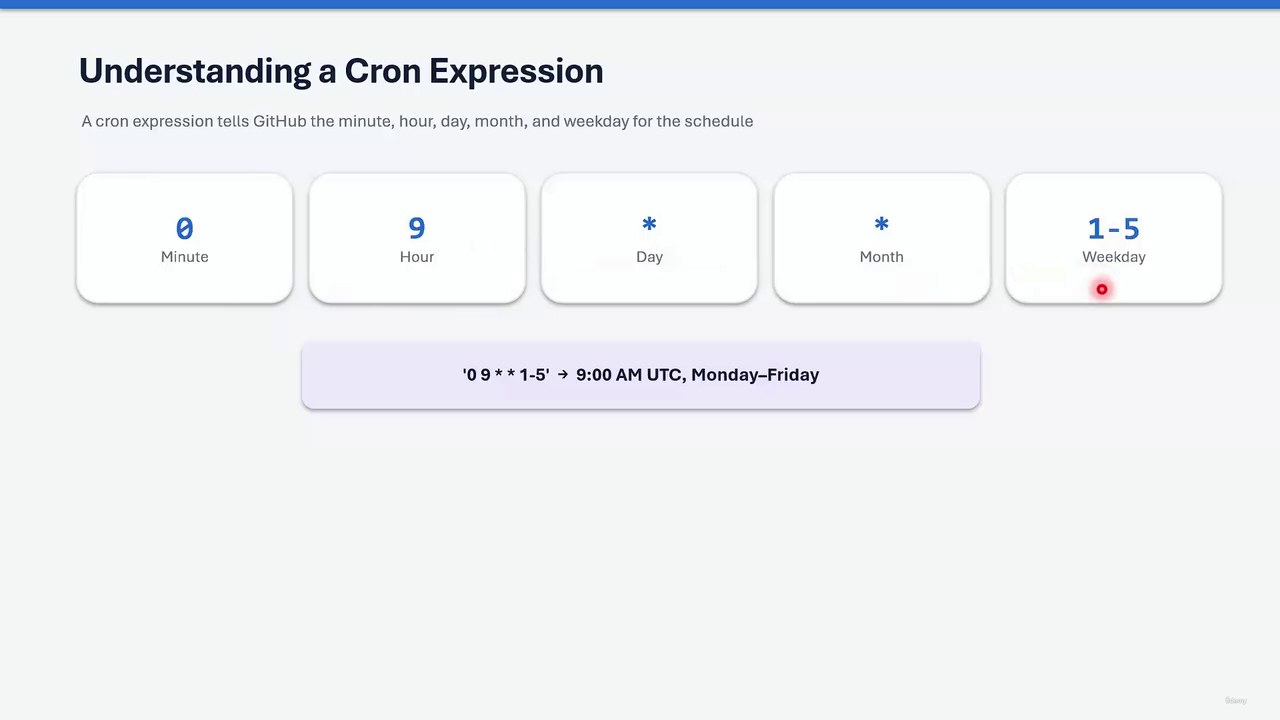 Understanding a Cron Expression
A cron expression tells GitHub the minute, hour, day, month, and weekday for the schedule
0
Minute
9
Hour
*
Day
*
Month
1-5
Weekday
'0 9 * * 1-5' → 9:00 AM UTC, Monday–Friday